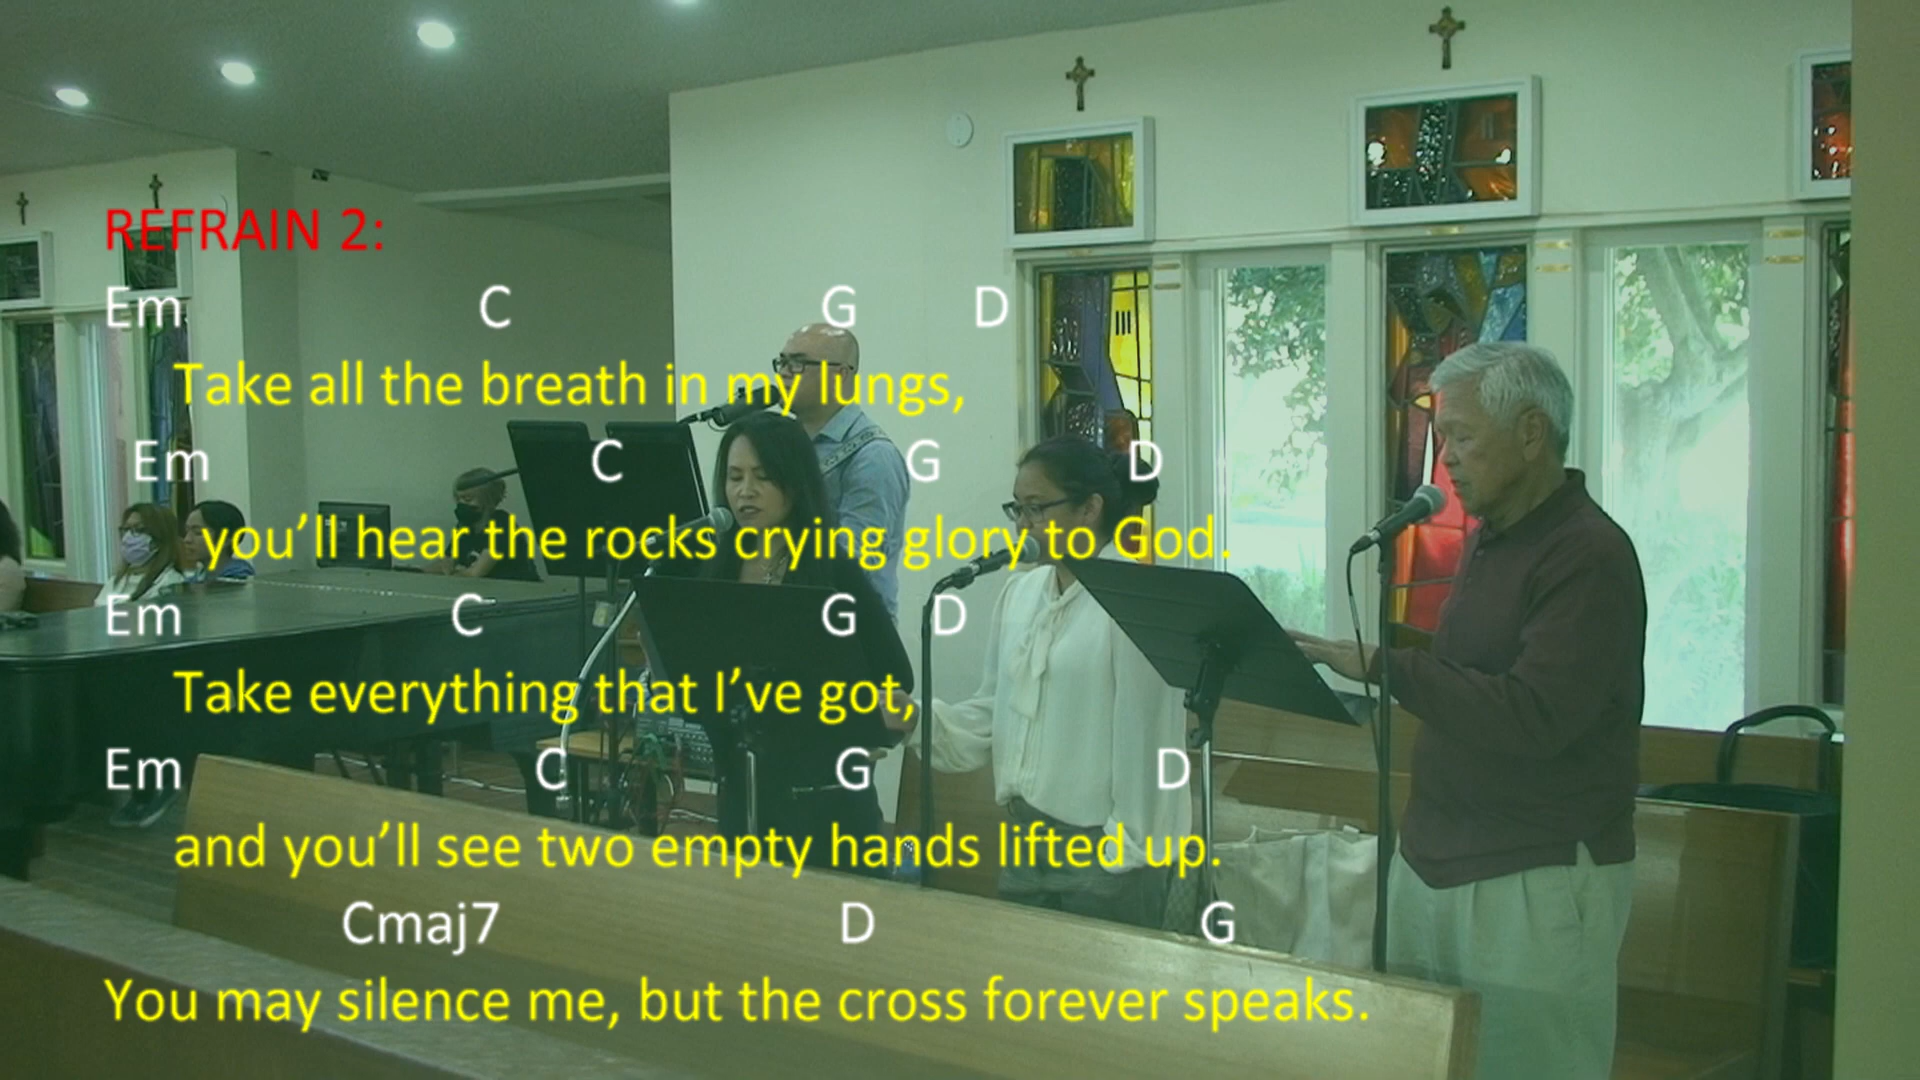 REFRAIN 2:
Em C G D
Take all the breath in my lungs,
Em C G D
you’ll hear the rocks crying glory to God.
Em C G D
Take everything that I’ve got,
Em C G D
and you’ll see two empty hands lifted up.
Cmaj7 D G
You may silence me, but the cross forever speaks.